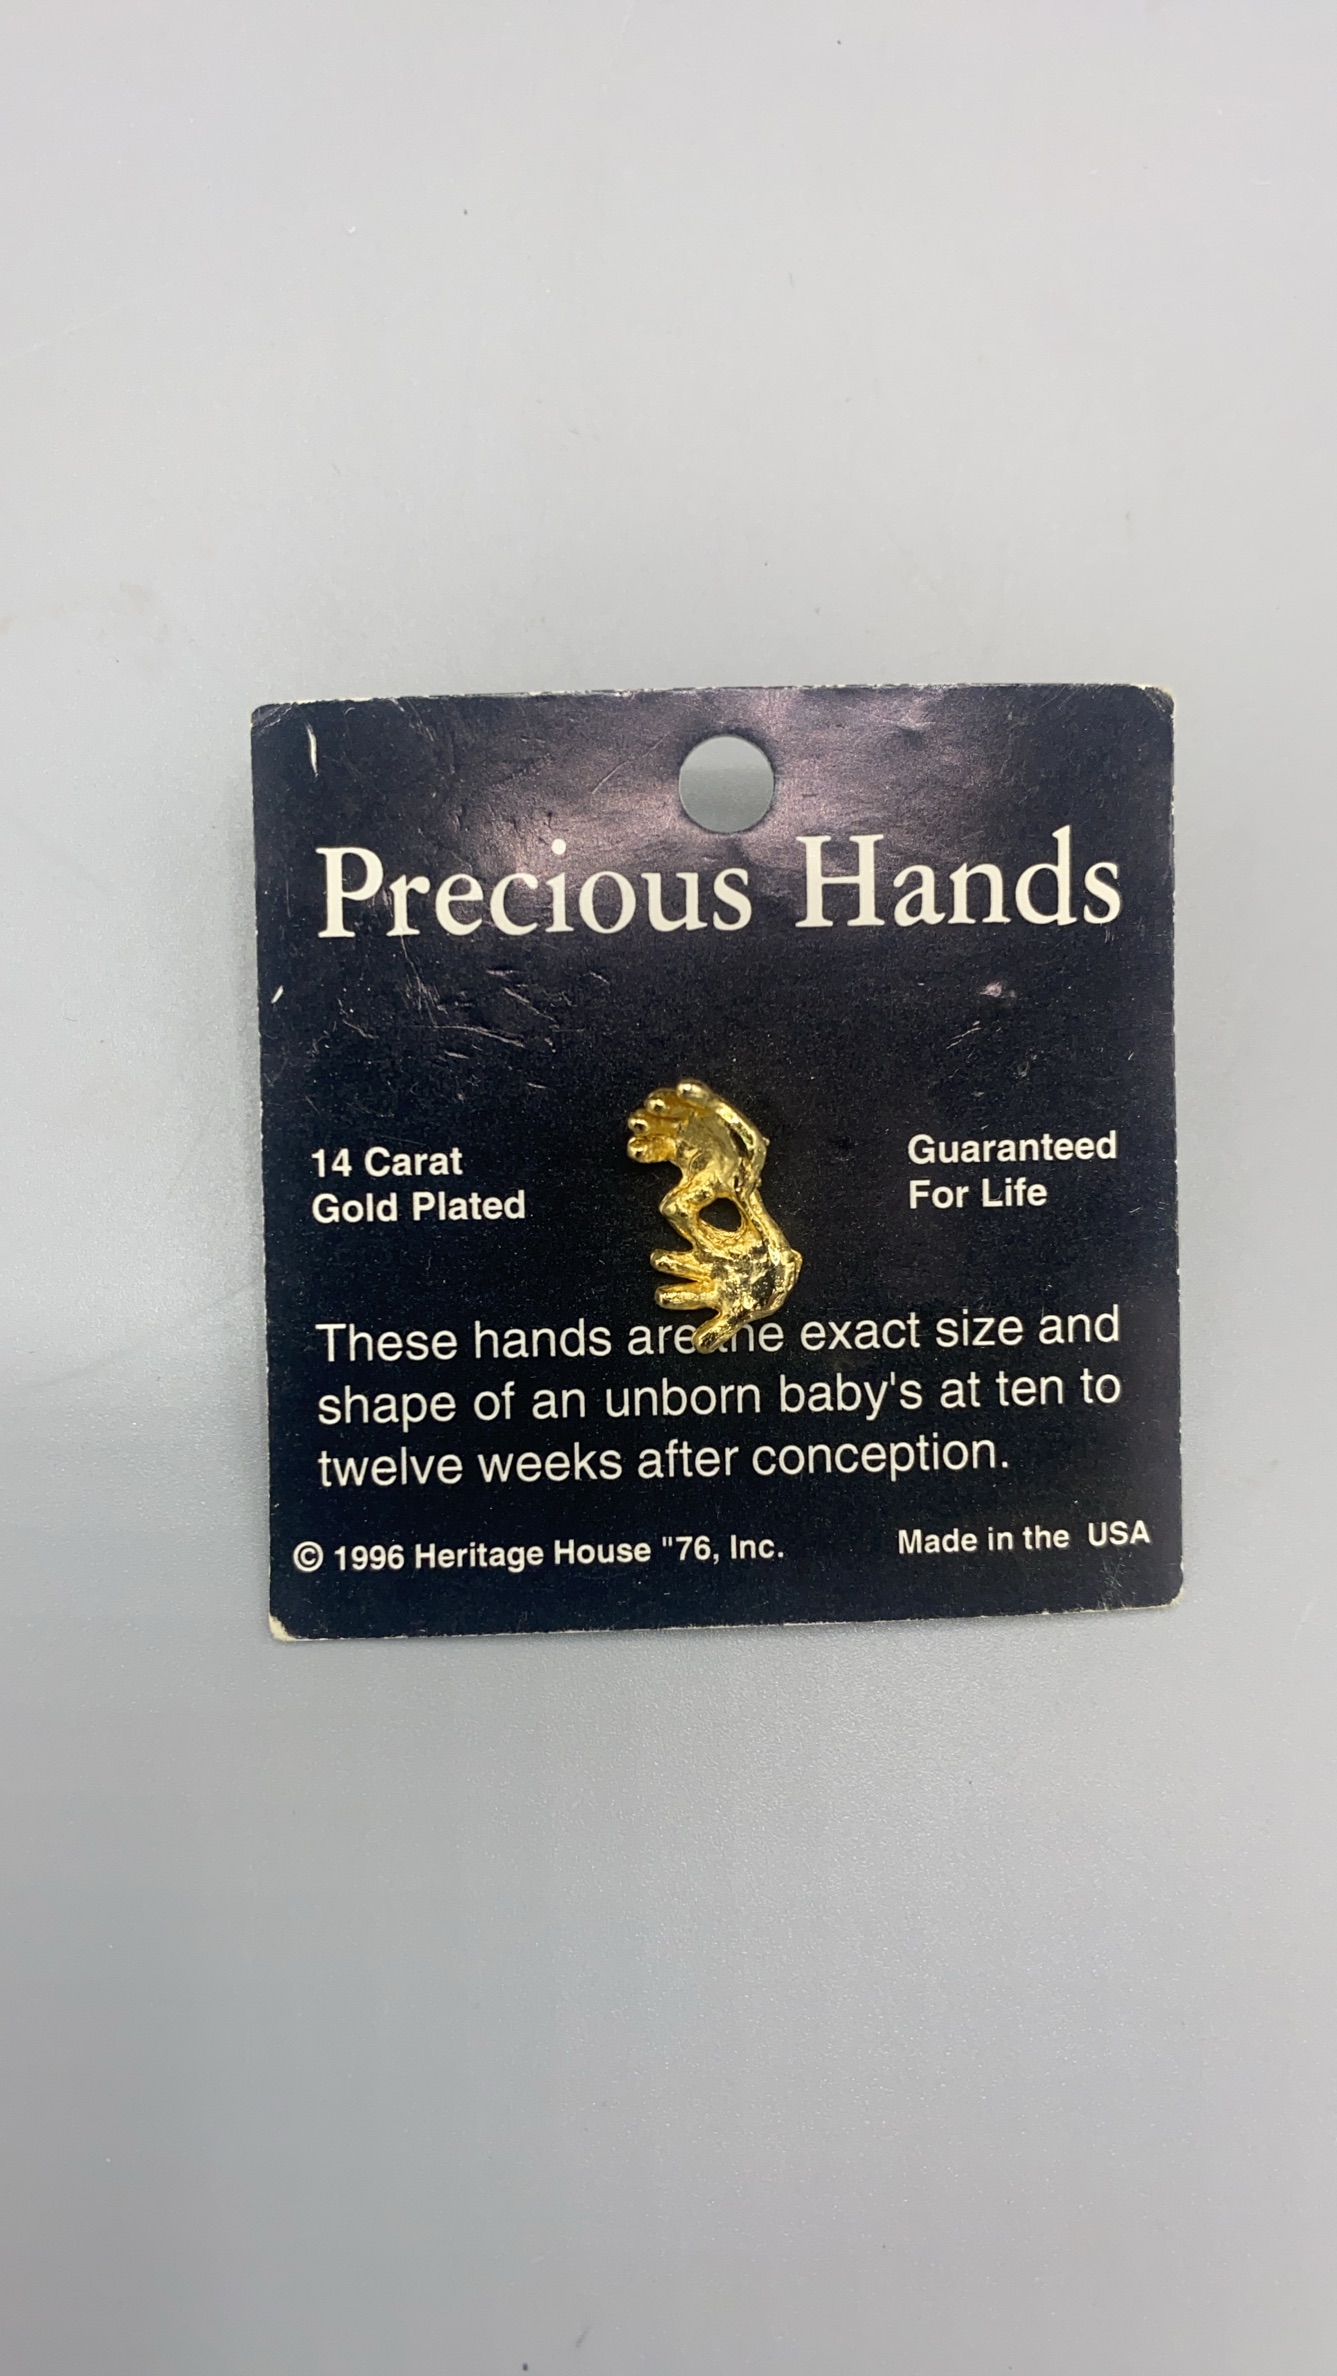 Precious Hands
14 Carat
Gold Plated
Guaranteed
For Life
These hands are the exact size and
shape of an unborn baby's at ten to
twelve weeks after conception.
© 1996 Heritage House "76, Inc.
Made in the USA